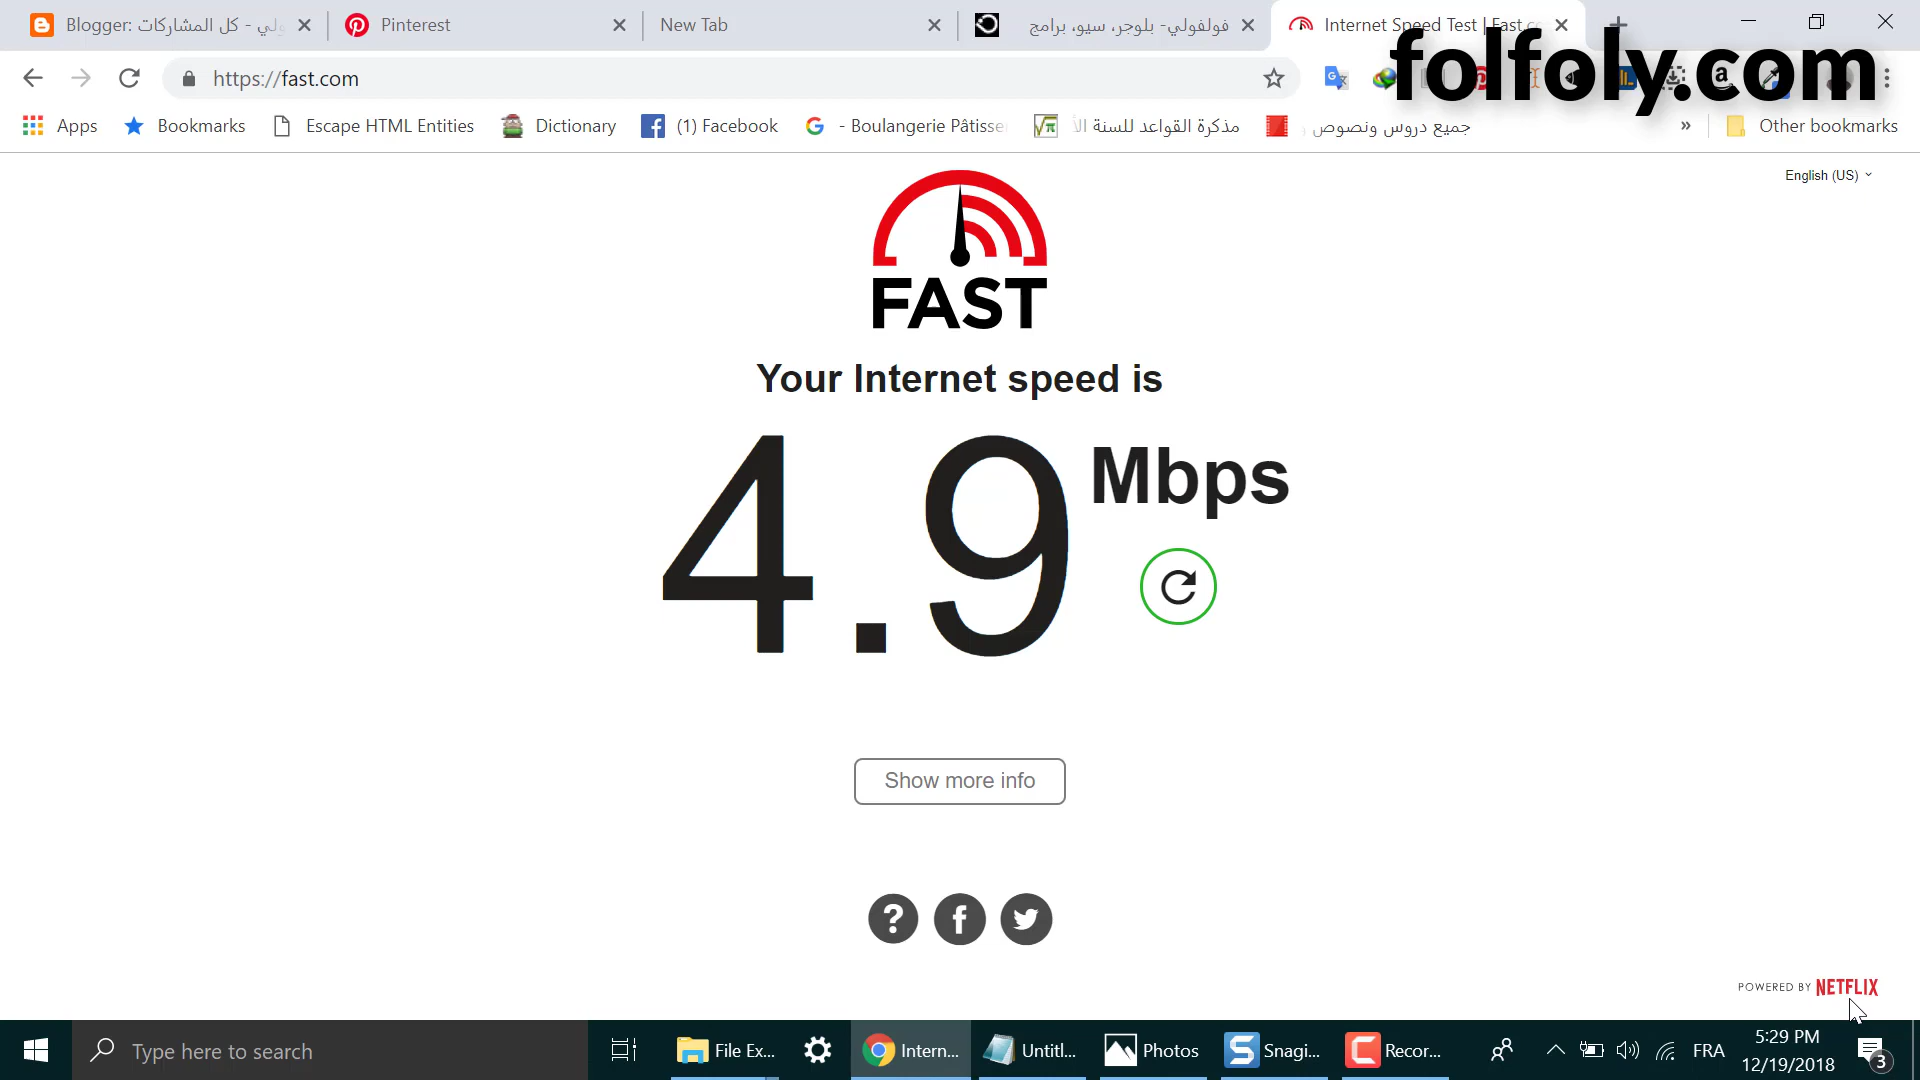 Blogger: ولي - كل المشاركات
Pinterest
New Tab
فولفولي- بلوجر، سيو، برامج
Internet Speed Test | Fast.c
folfoly.com
https://fast.com
Apps
Bookmarks
Escape HTML Entities
Dictionary
(1) Facebook
- Boulangerie Pâtisse
مذكرة القواعد للسنة الأ
جميع دروس ونصوص و
»
Other bookmarks
English (US)
FAST
Your Internet speed is
4.9 Mbps
Show more info
POWERED BY NETFLIX
Type here to search
File Ex...
Intern...
Untitl...
Photos
Snagi...
Recor...
FRA
5:29 PM
12/19/2018
3